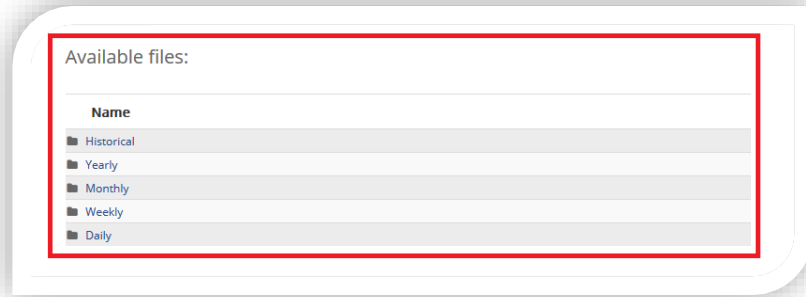 Available files:
Name
Historical
Yearly
Monthly
Weekly
Daily